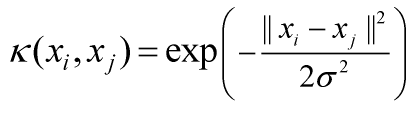 κ(x_i, x_j) = exp(−‖x_i − x_j‖² / 2σ²)